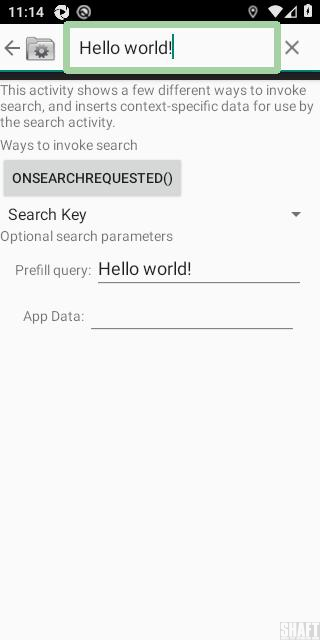 11:14
Hello world!
This activity shows a few different ways to invoke
search, and inserts context-specific data for use by
the search activity.
Ways to invoke search
ONSEARCHREQUESTED()
Search Key
Optional search parameters
Prefill query: Hello world!
App Data:
SHAFT